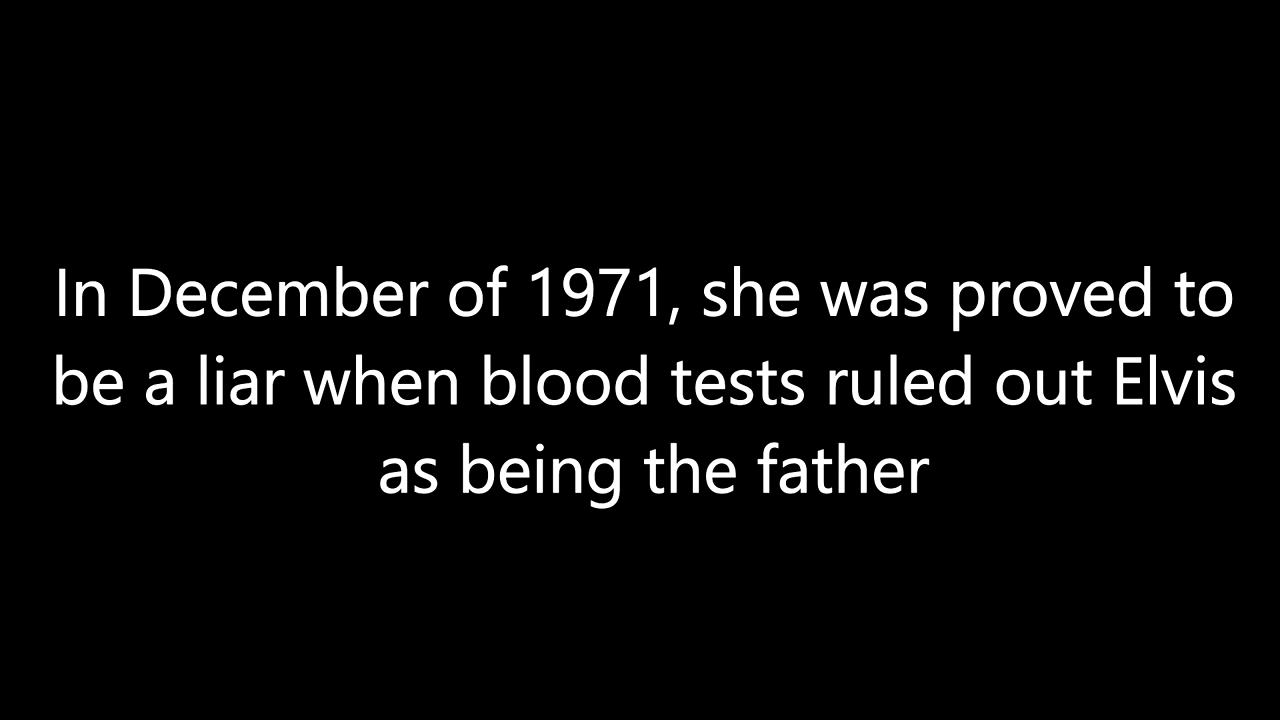 In December of 1971, she was proved to
be a liar when blood tests ruled out Elvis
as being the father